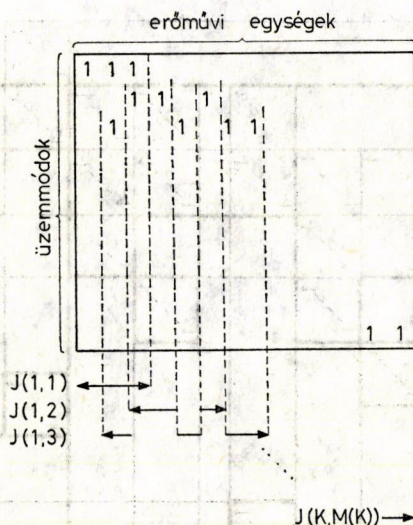 erőművi egységek
üzemmódok
1 1 1
1 1 1
1 1 1 1
1 1
J(1,1)
J(1,2)
J(1,3)
J(K,M(K))